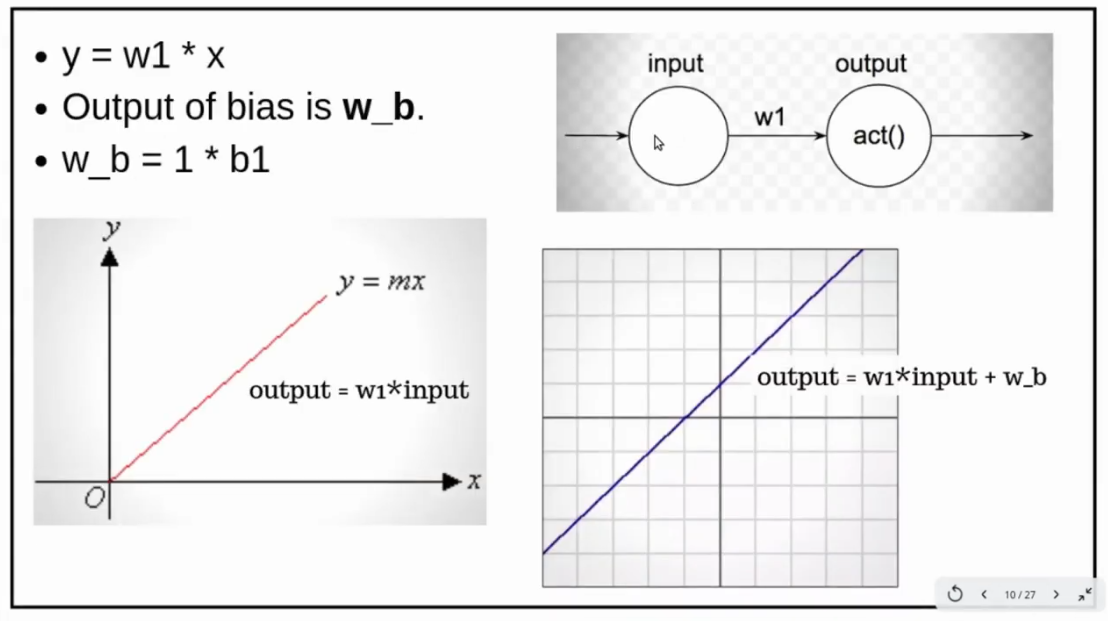 • y = w1 * x
• Output of bias is w_b.
• w_b = 1 * b1
input
output
w1
act()
y
y = mx
output = w1*input
O
x
output = w1*input + w_b
10 / 27